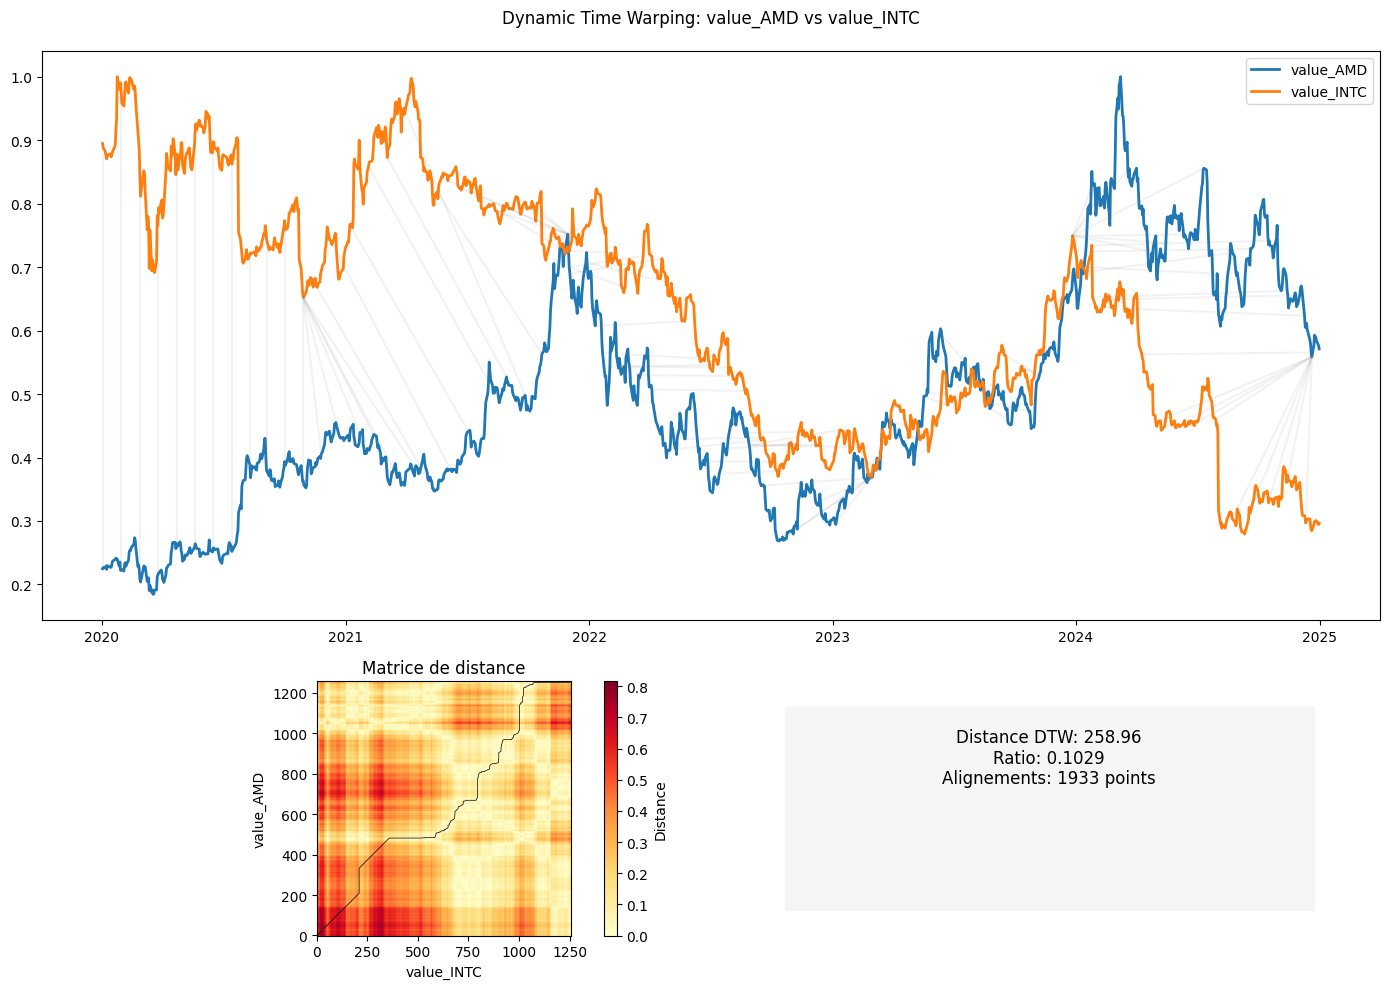 Dynamic Time Warping: value_AMD vs value_INTC
value_AMD
value_INTC
1.0
0.9
0.8
0.7
0.6
0.5
0.4
0.3
0.2
2020 2021 2022 2023 2024 2025
Matrice de distance
value_AMD
1200
1000
800
600
400
200
0
0 250 500 750 1000 1250
value_INTC
0.8
0.7
0.6
0.5
0.4
0.3
0.2
0.1
0.0
Distance
Distance DTW: 258.96
Ratio: 0.1029
Alignements: 1933 points